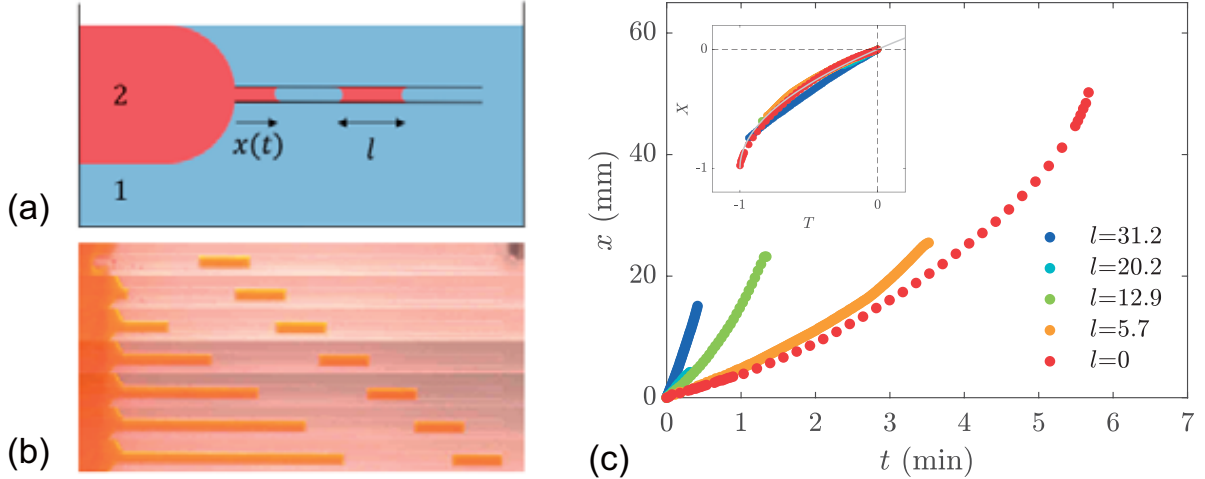 (a)
2
1
x(t)
l
(b)
(c)
x (mm)
60
40
20
0
0 1 2 3 4 5 6 7
t (min)
X
0
-1
-1 0
T
l=31.2
l=20.2
l=12.9
l=5.7
l=0